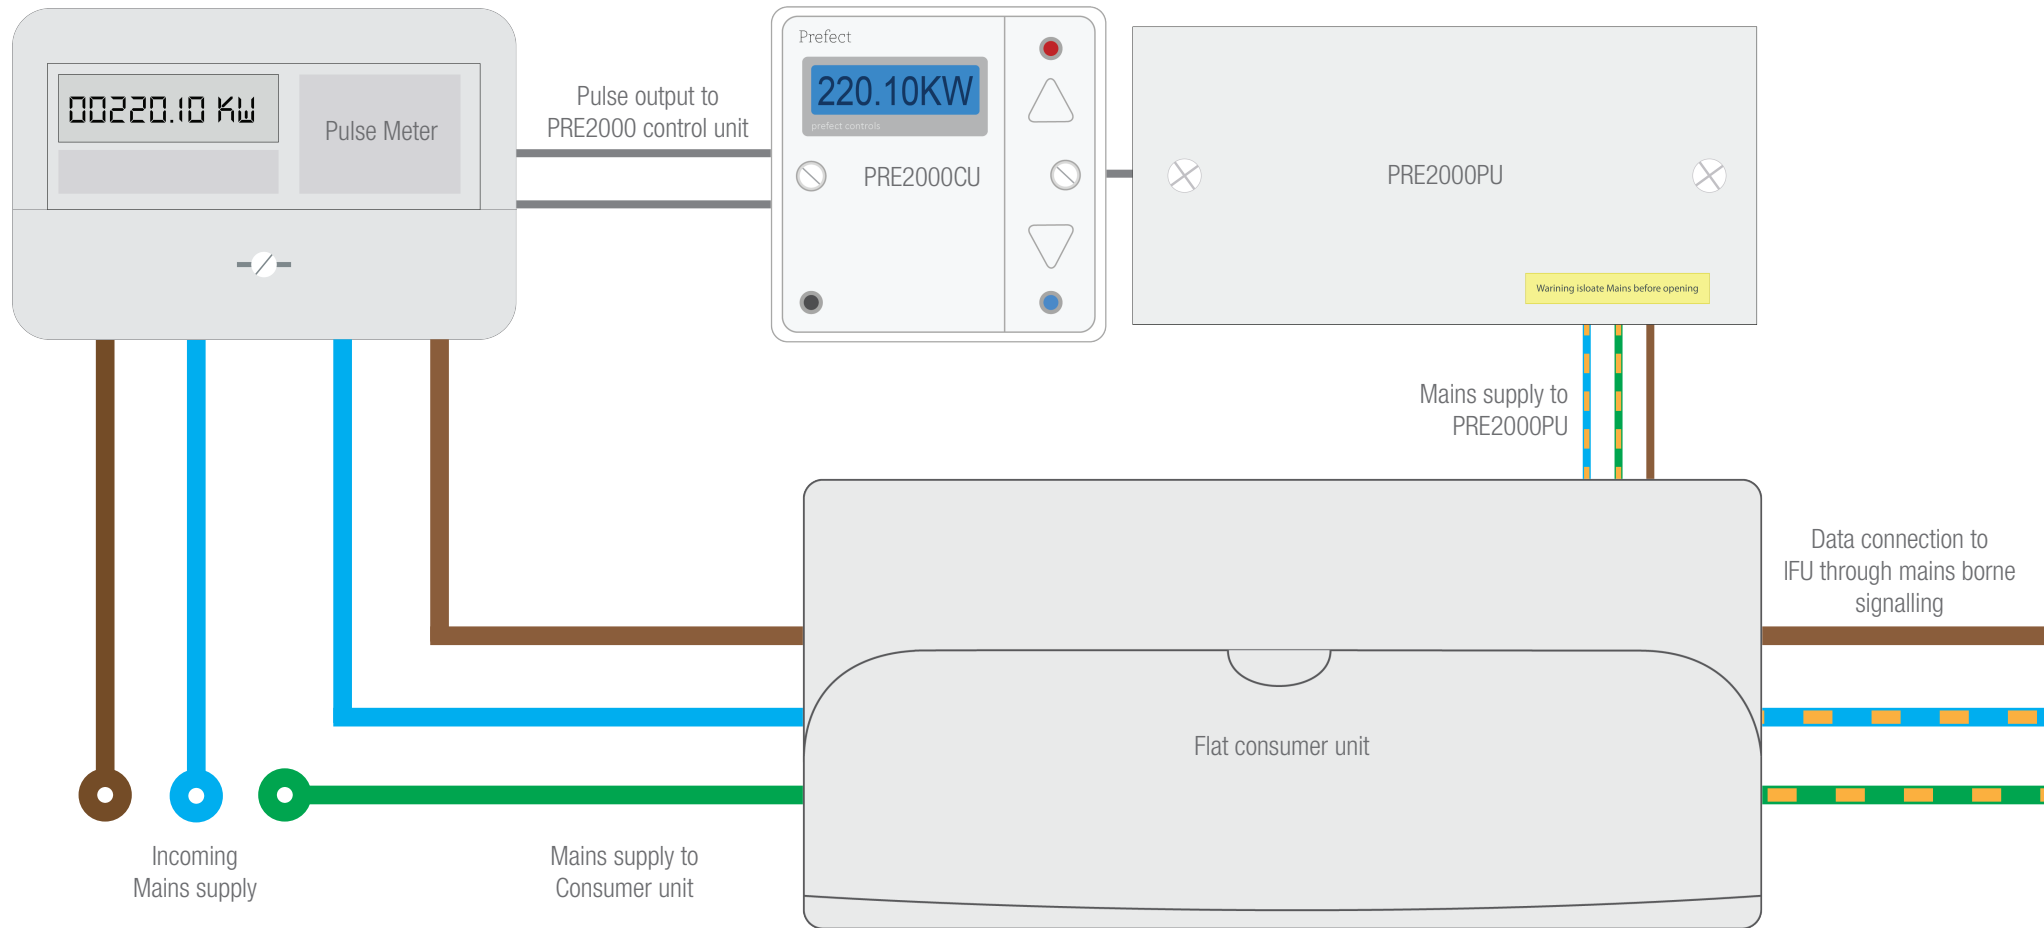 00220.10 KW
Pulse Meter
Pulse output to
PRE2000 control unit
Prefect
220.10KW
prefect controls
PRE2000CU
PRE2000PU
Warining isloate Mains before opening
Mains supply to
PRE2000PU
Data connection to
IFU through mains borne
signalling
Flat consumer unit
Incoming
Mains supply
Mains supply to
Consumer unit